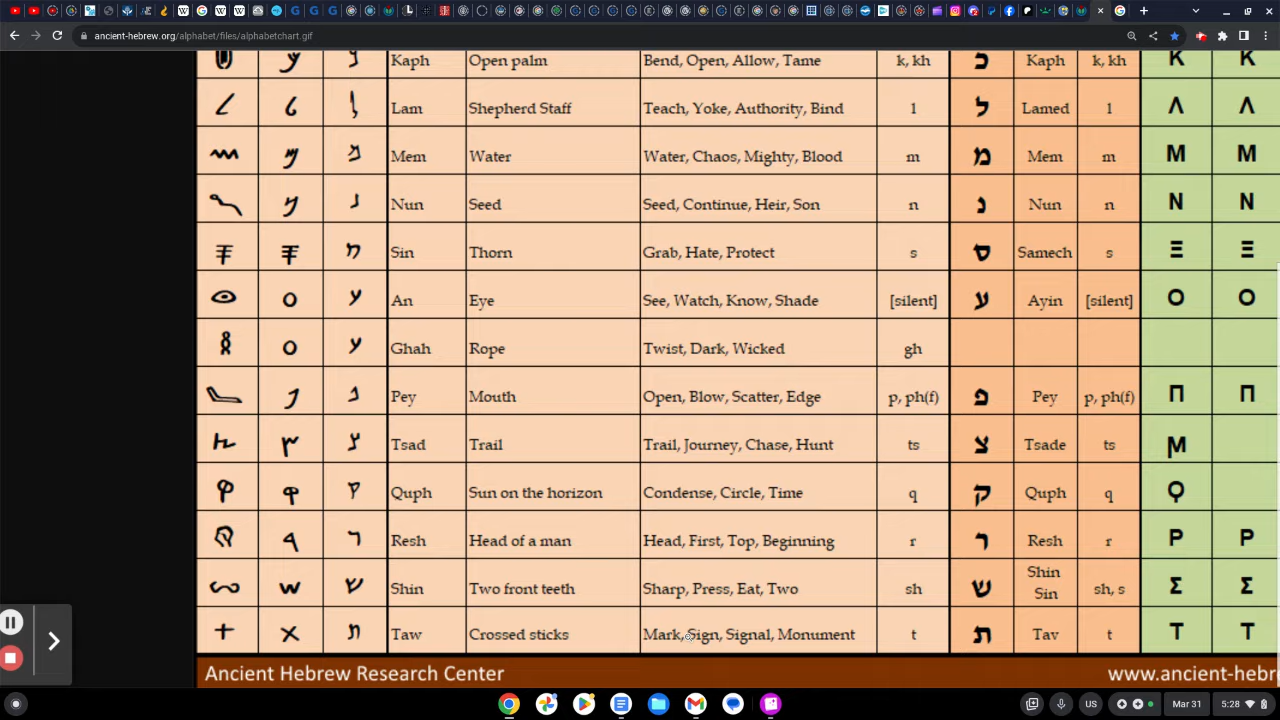 ancient-hebrew.org/alphabet/files/alphabetchart.gif
Kaph Open palm Bend, Open, Allow, Tame k, kh כ Kaph k, kh Κ Κ
Lam Shepherd Staff Teach, Yoke, Authority, Bind l ל Lamed l Λ Λ
Mem Water Water, Chaos, Mighty, Blood m מ Mem m Μ Μ
Nun Seed Seed, Continue, Heir, Son n נ Nun n Ν Ν
Sin Thorn Grab, Hate, Protect s ס Samech s Ξ Ξ
An Eye See, Watch, Know, Shade [silent] ע Ayin [silent] Ο Ο
Ghah Rope Twist, Dark, Wicked gh
Pey Mouth Open, Blow, Scatter, Edge p, ph(f) פ Pey p, ph(f) Π Π
Tsad Trail Trail, Journey, Chase, Hunt ts צ Tsade ts
Quph Sun on the horizon Condense, Circle, Time q ק Quph q Ϙ
Resh Head of a man Head, First, Top, Beginning r ר Resh r Ρ Ρ
Shin Two front teeth Sharp, Press, Eat, Two sh ש Shin Sin sh, s Σ Σ
Taw Crossed sticks Mark, Sign, Signal, Monument t ת Tav t Τ Τ
Ancient Hebrew Research Center www.ancient-hebr
US Mar 31 5:28